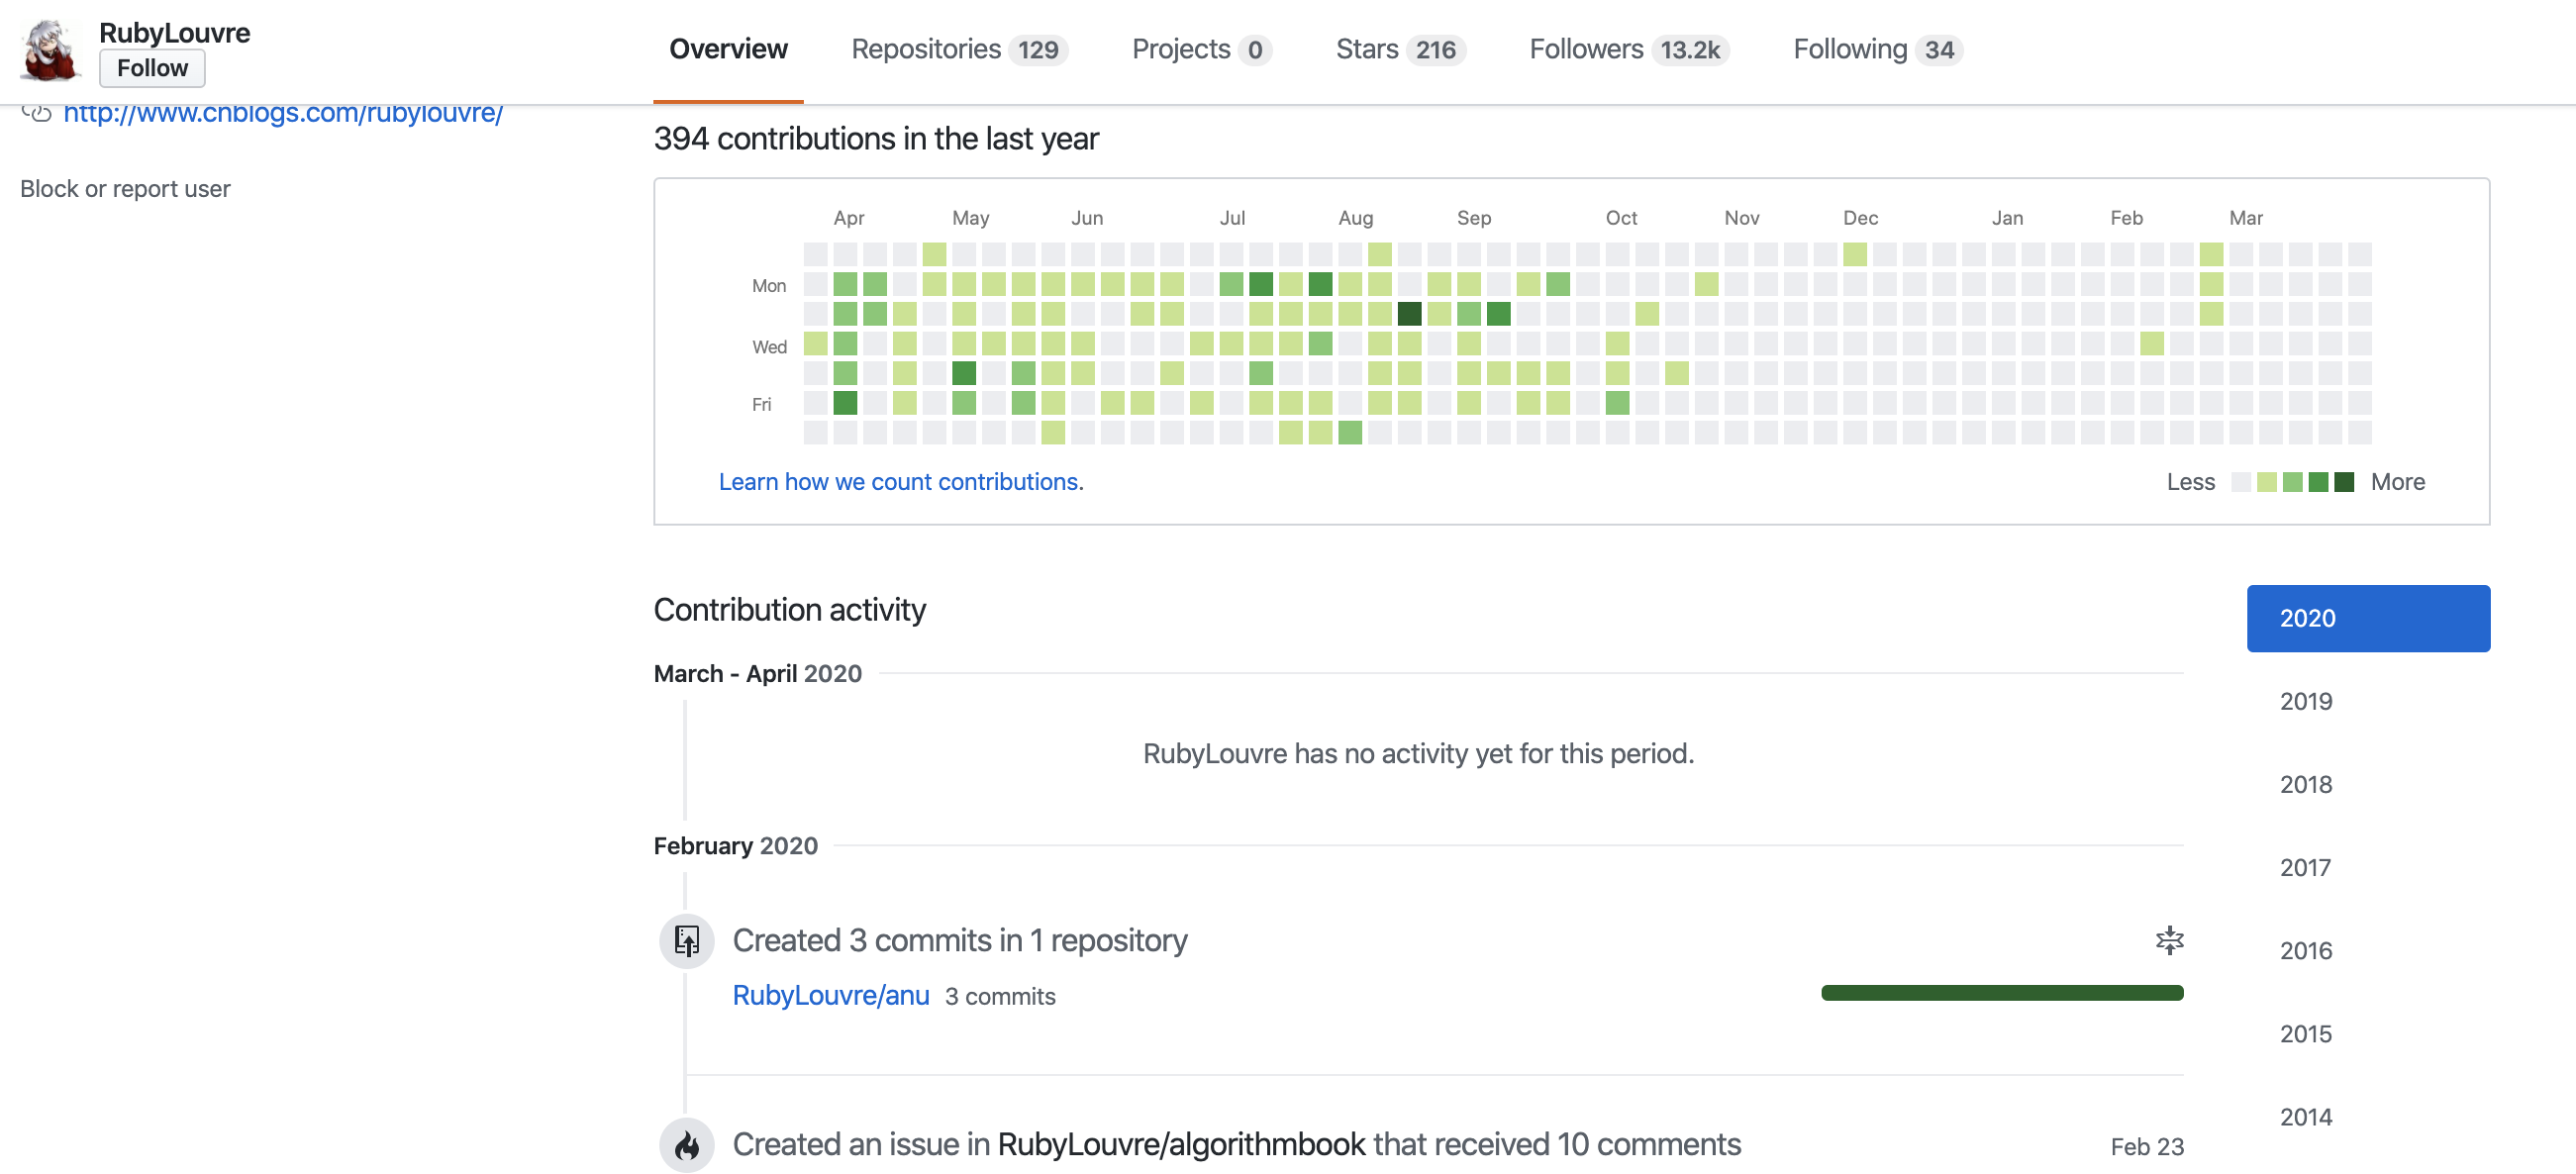 RubyLouvre
Follow
Overview
Repositories 129
Projects 0
Stars 216
Followers 13.2k
Following 34
http://www.cnblogs.com/rubylouvre/
Block or report user
394 contributions in the last year
Apr May Jun Jul Aug Sep Oct Nov Dec Jan Feb Mar
Mon
Wed
Fri
Learn how we count contributions.
Less More
Contribution activity
2020
2019
2018
2017
2016
2015
2014
March - April 2020
RubyLouvre has no activity yet for this period.
February 2020
Created 3 commits in 1 repository
RubyLouvre/anu 3 commits
Created an issue in RubyLouvre/algorithmbook that received 10 comments Feb 23